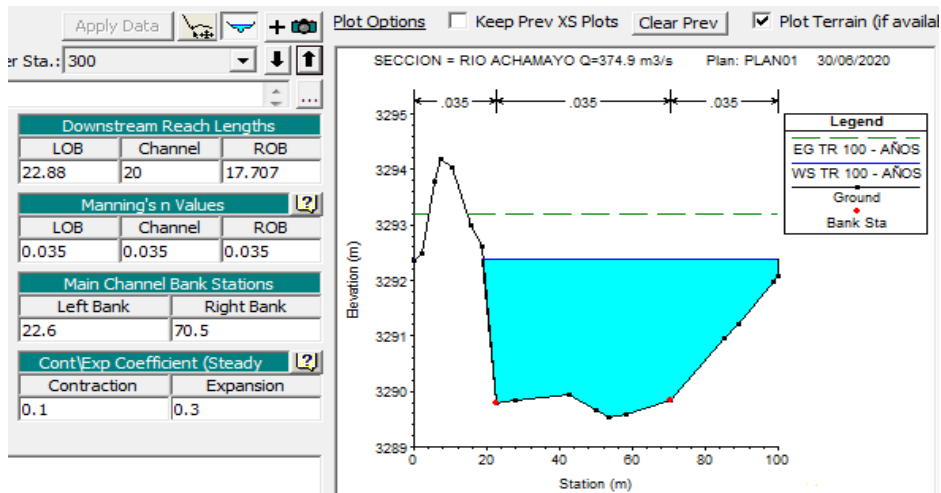 Apply Data
Plot Options Keep Prev XS Plots Clear Prev Plot Terrain (if availal
er Sta.: 300
...
Downstream Reach Lengths
LOB Channel ROB
22.88 20 17.707
Manning's n Values
LOB Channel ROB
0.035 0.035 0.035
Main Channel Bank Stations
Left Bank Right Bank
22.6 70.5
Cont\Exp Coefficient (Steady
Contraction Expansion
0.1 0.3
SECCION = RIO ACHAMAYO Q=374.9 m3/s Plan: PLAN01 30/06/2020
.035 .035 .035
Legend
EG TR 100 - AÑOS
WS TR 100 - AÑOS
Ground
Bank Sta
3295
3294
3293
3292
3291
3290
3289
Elevation (m)
0 20 40 60 80 100
Station (m)